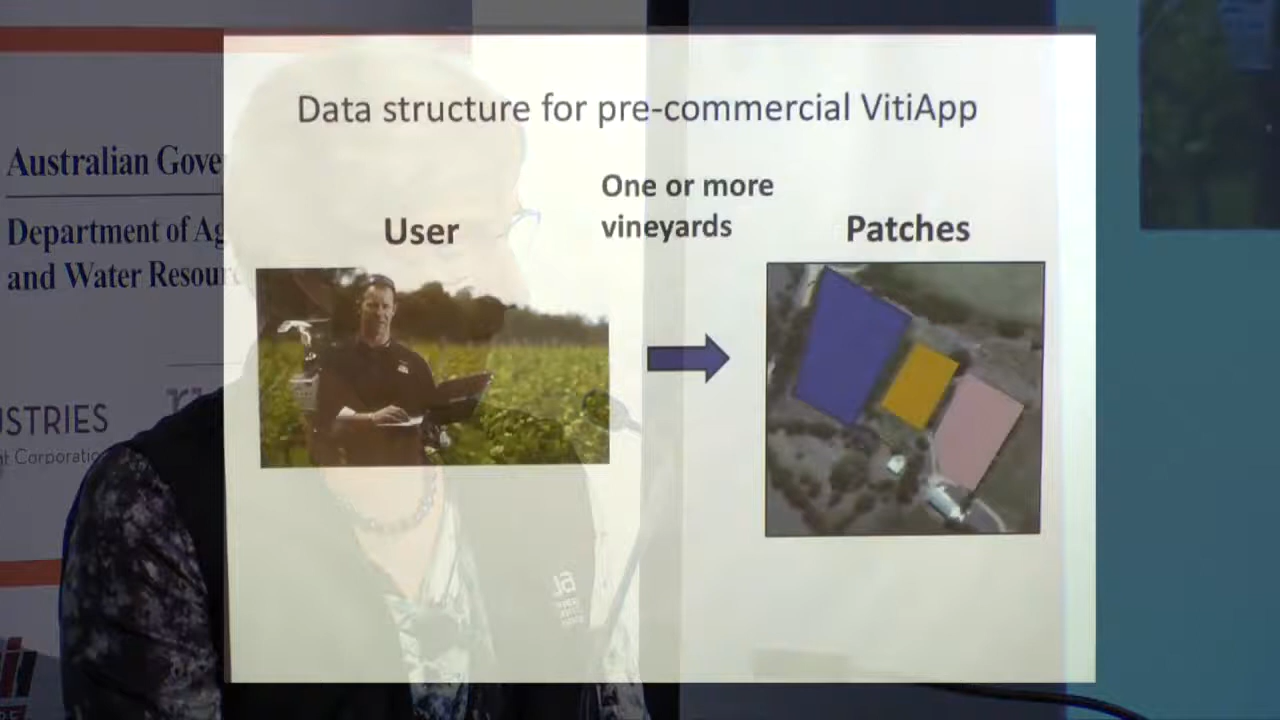 Data structure for pre-commercial VitiApp
Australian Gove
Department of Ag
and Water Resour
User
One or more
vineyards
Patches
USTRIES
t Corporatio